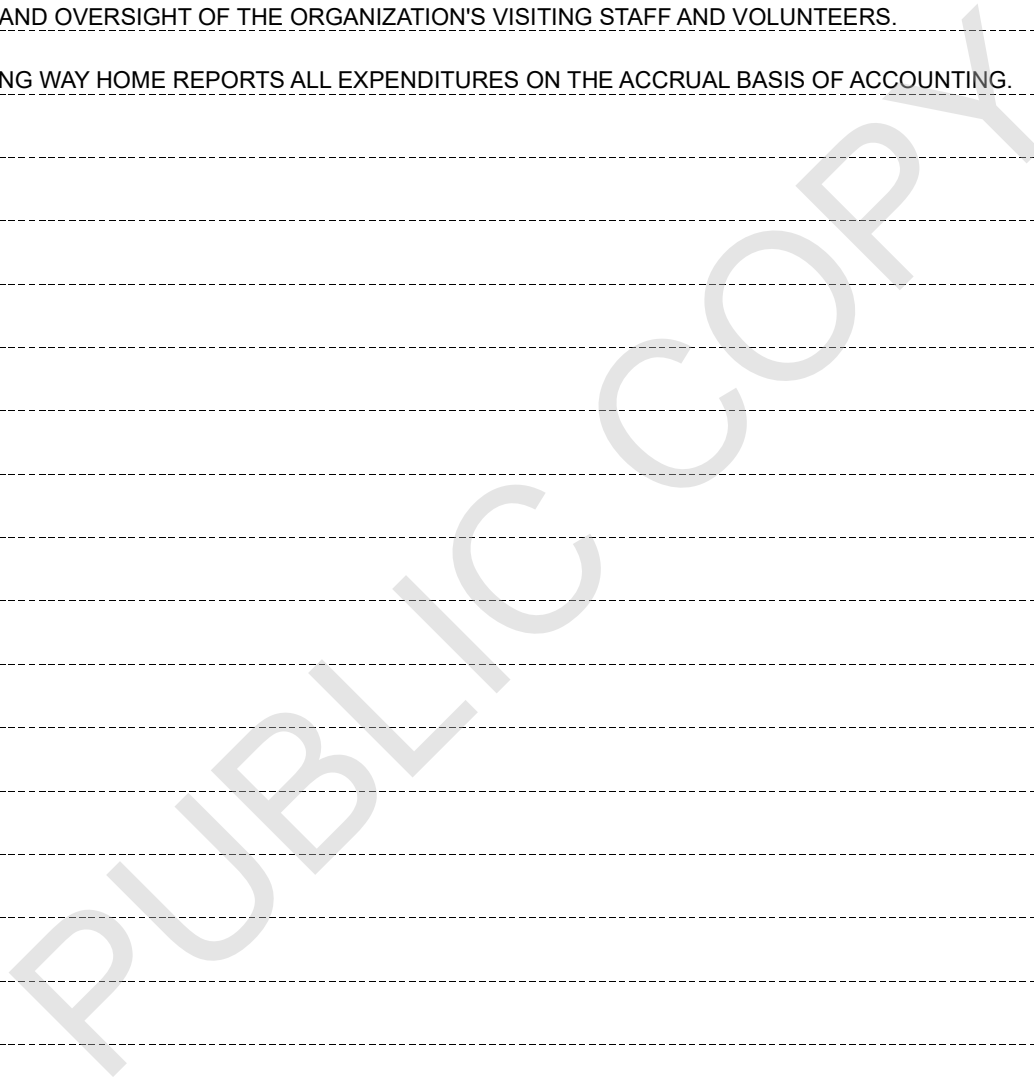 AND OVERSIGHT OF THE ORGANIZATION'S VISITING STAFF AND VOLUNTEERS.
NG WAY HOME REPORTS ALL EXPENDITURES ON THE ACCRUAL BASIS OF ACCOUNTING.
PUBLIC COPY